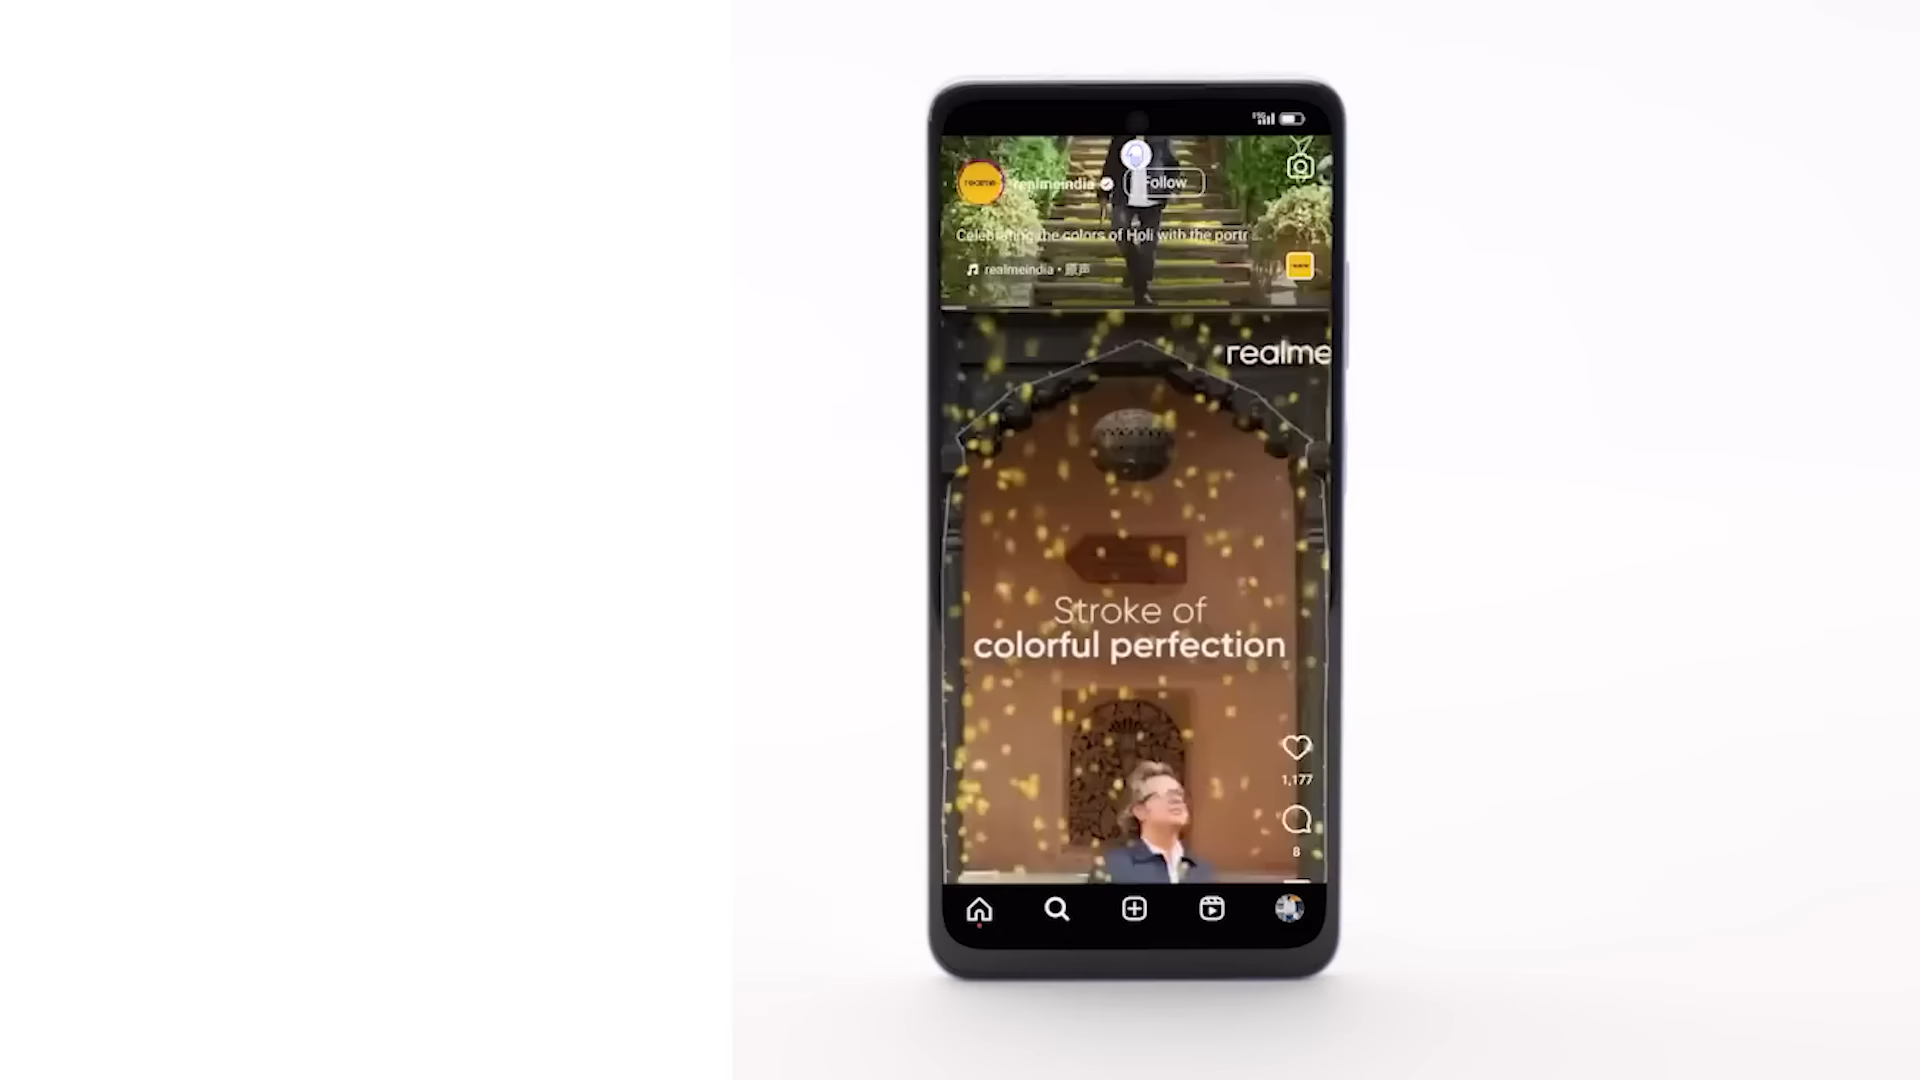 realme
realmeindia
Follow
Celebrating the colors of Holi with the portr
realmeindia • 原声
realme
realme
Stroke of
colorful perfection
1,177
8